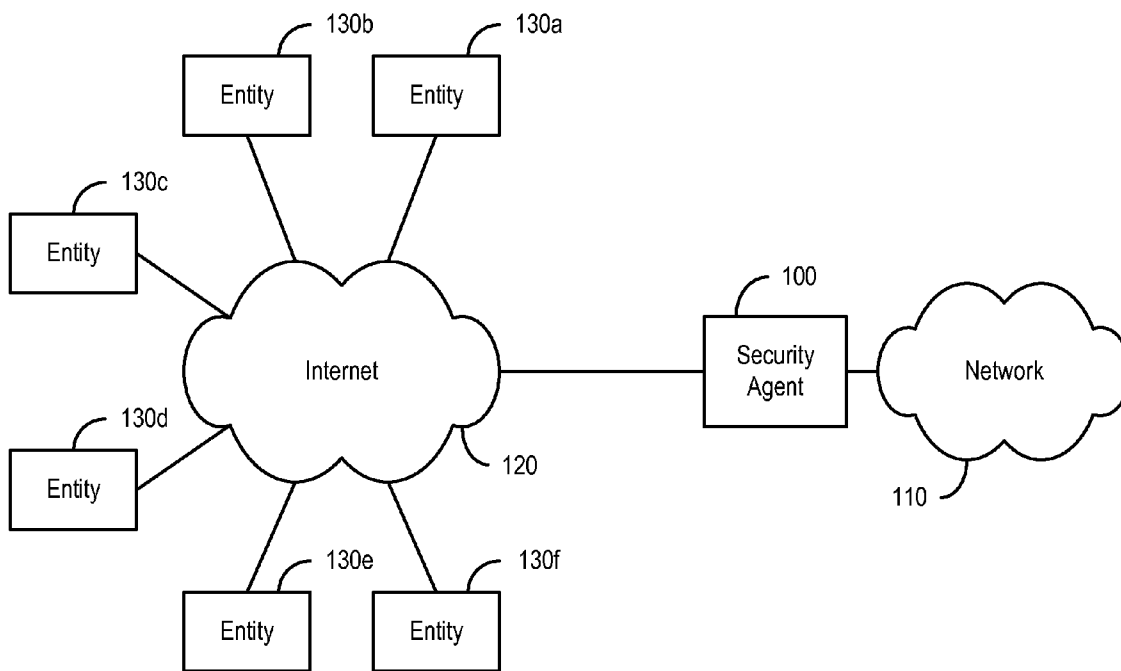 130b
130a
Entity
Entity
130c
Entity
100
Security
Agent
Internet
Network
130d
Entity
120
110
130e
130f
Entity
Entity